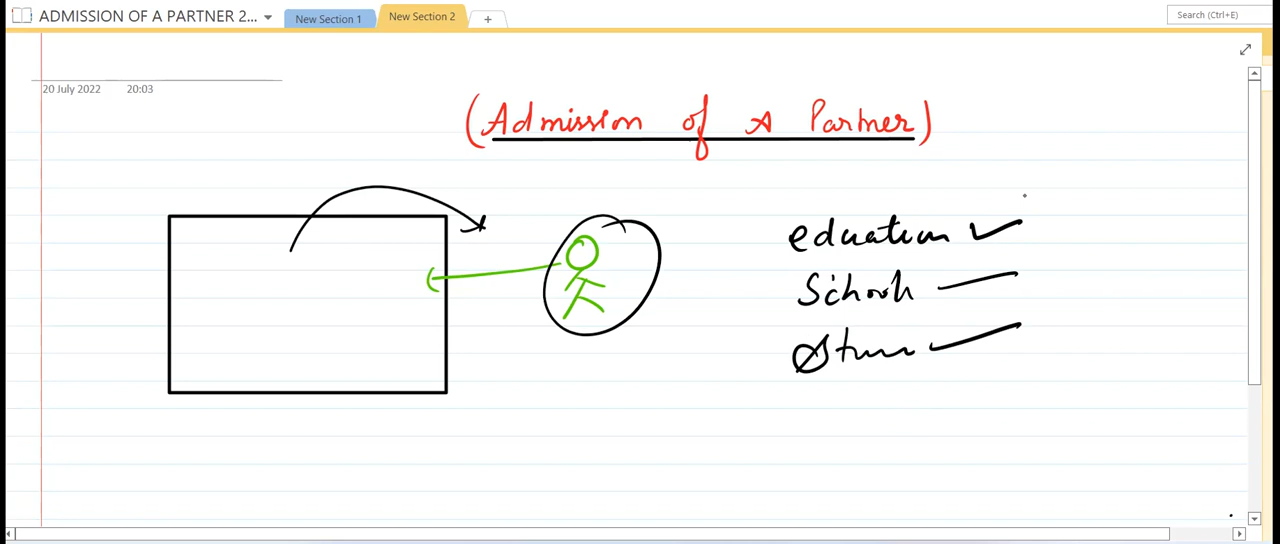 ADMISSION OF A PARTNER 2...
New Section 1
New Section 2
+
Search (Ctrl+E)
20 July 2022 20:03
(Admission of A Partner)
eduation
School